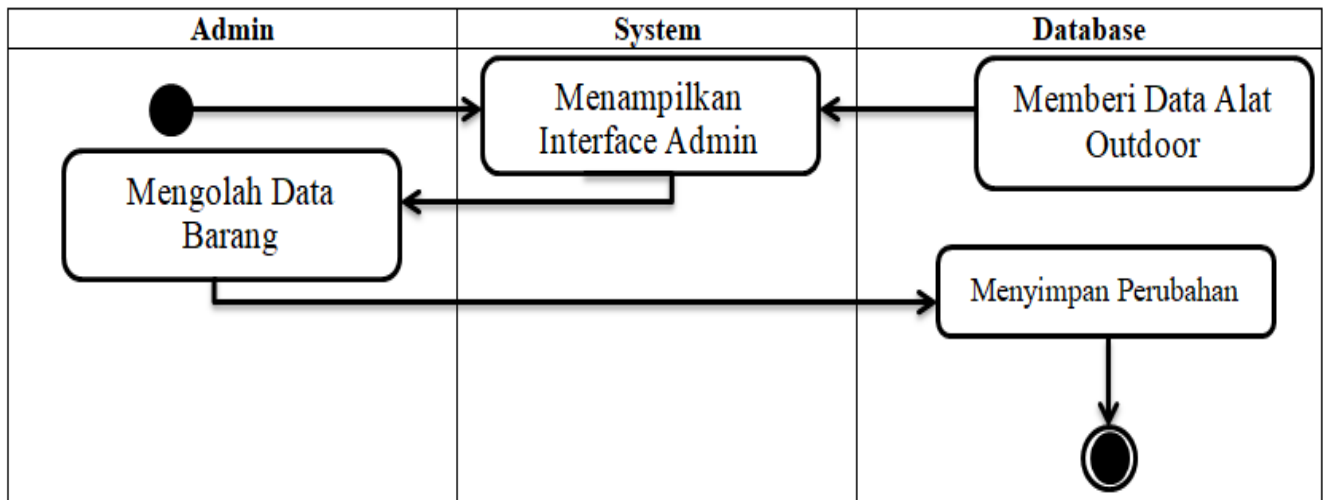 Admin
System
Database
Menampilkan
Interface Admin
Memberi Data Alat
Outdoor
Mengolah Data
Barang
Menyimpan Perubahan